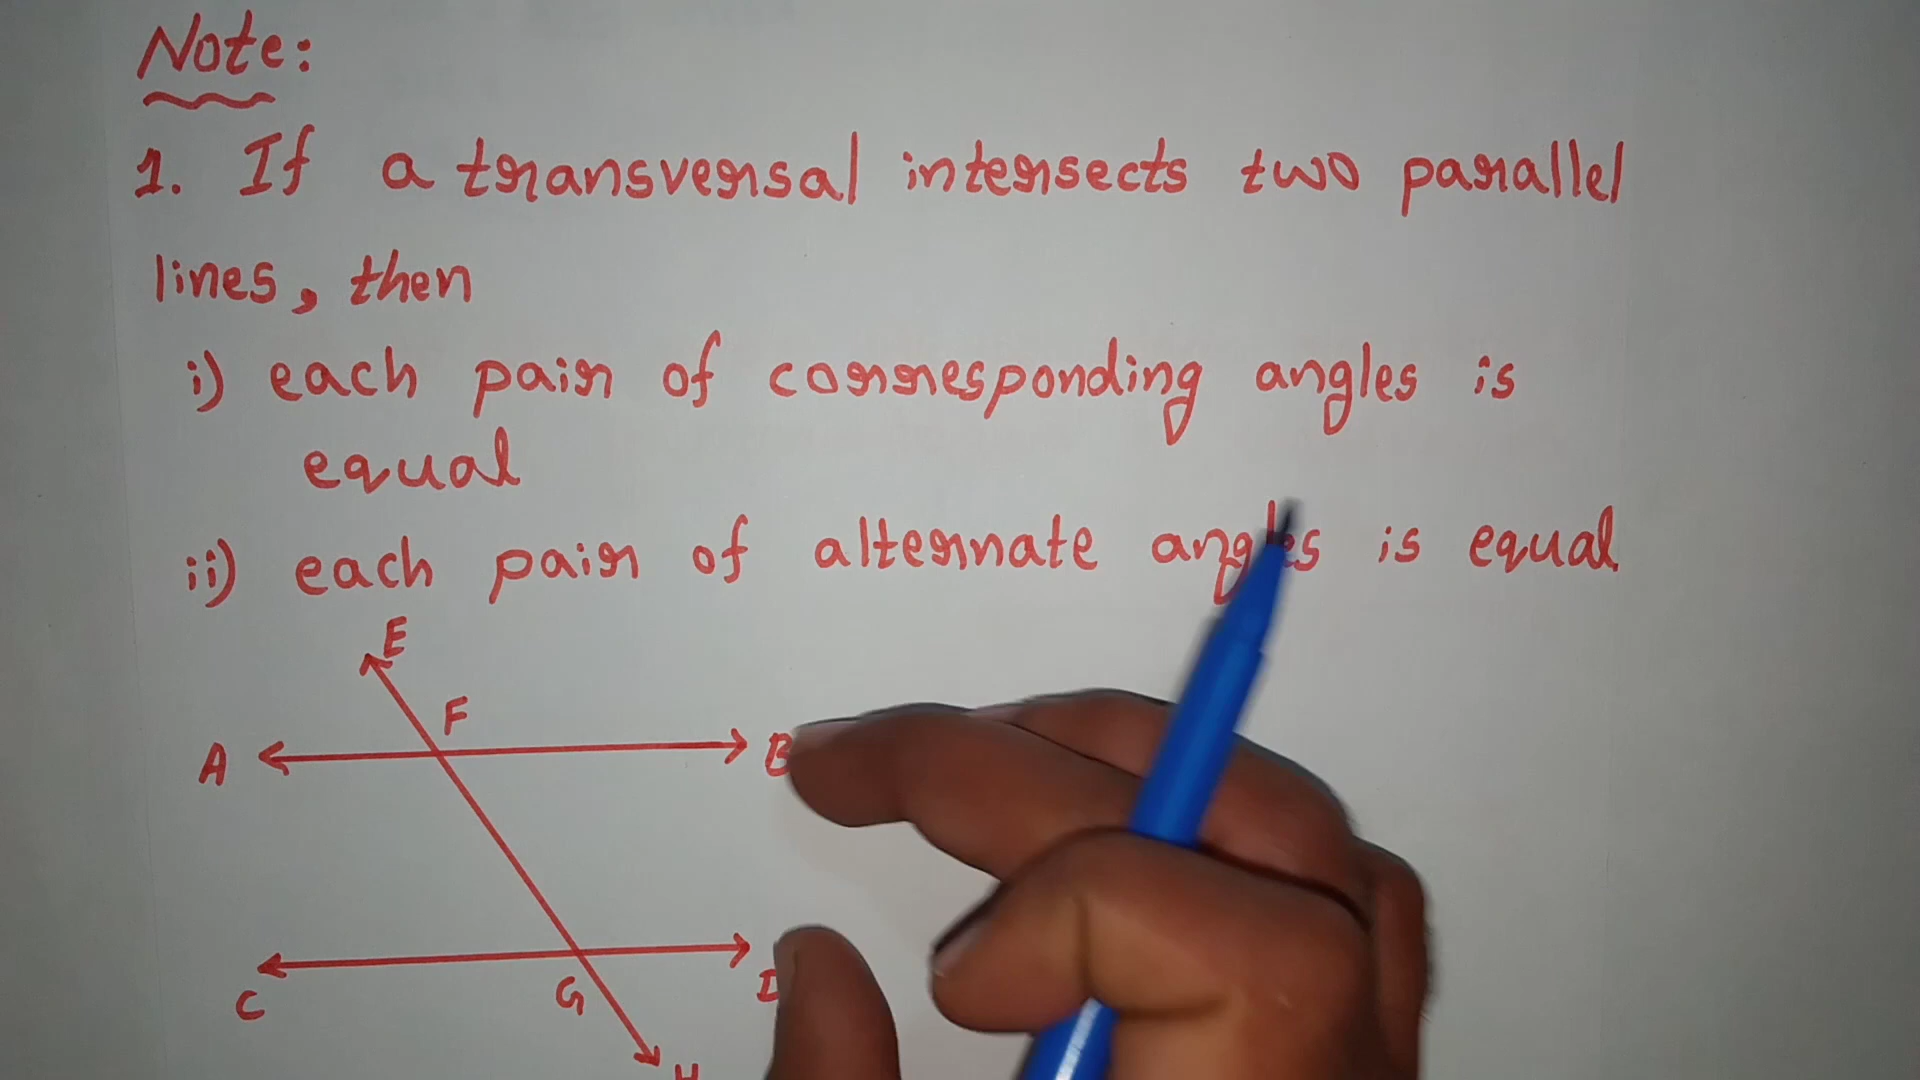 Note:
1. If a transversal intersects two parallel
lines, then
i) each pair of corresponding angles is
equal
ii) each pair of alternate angles is equal
E
F
A B
C G D
H